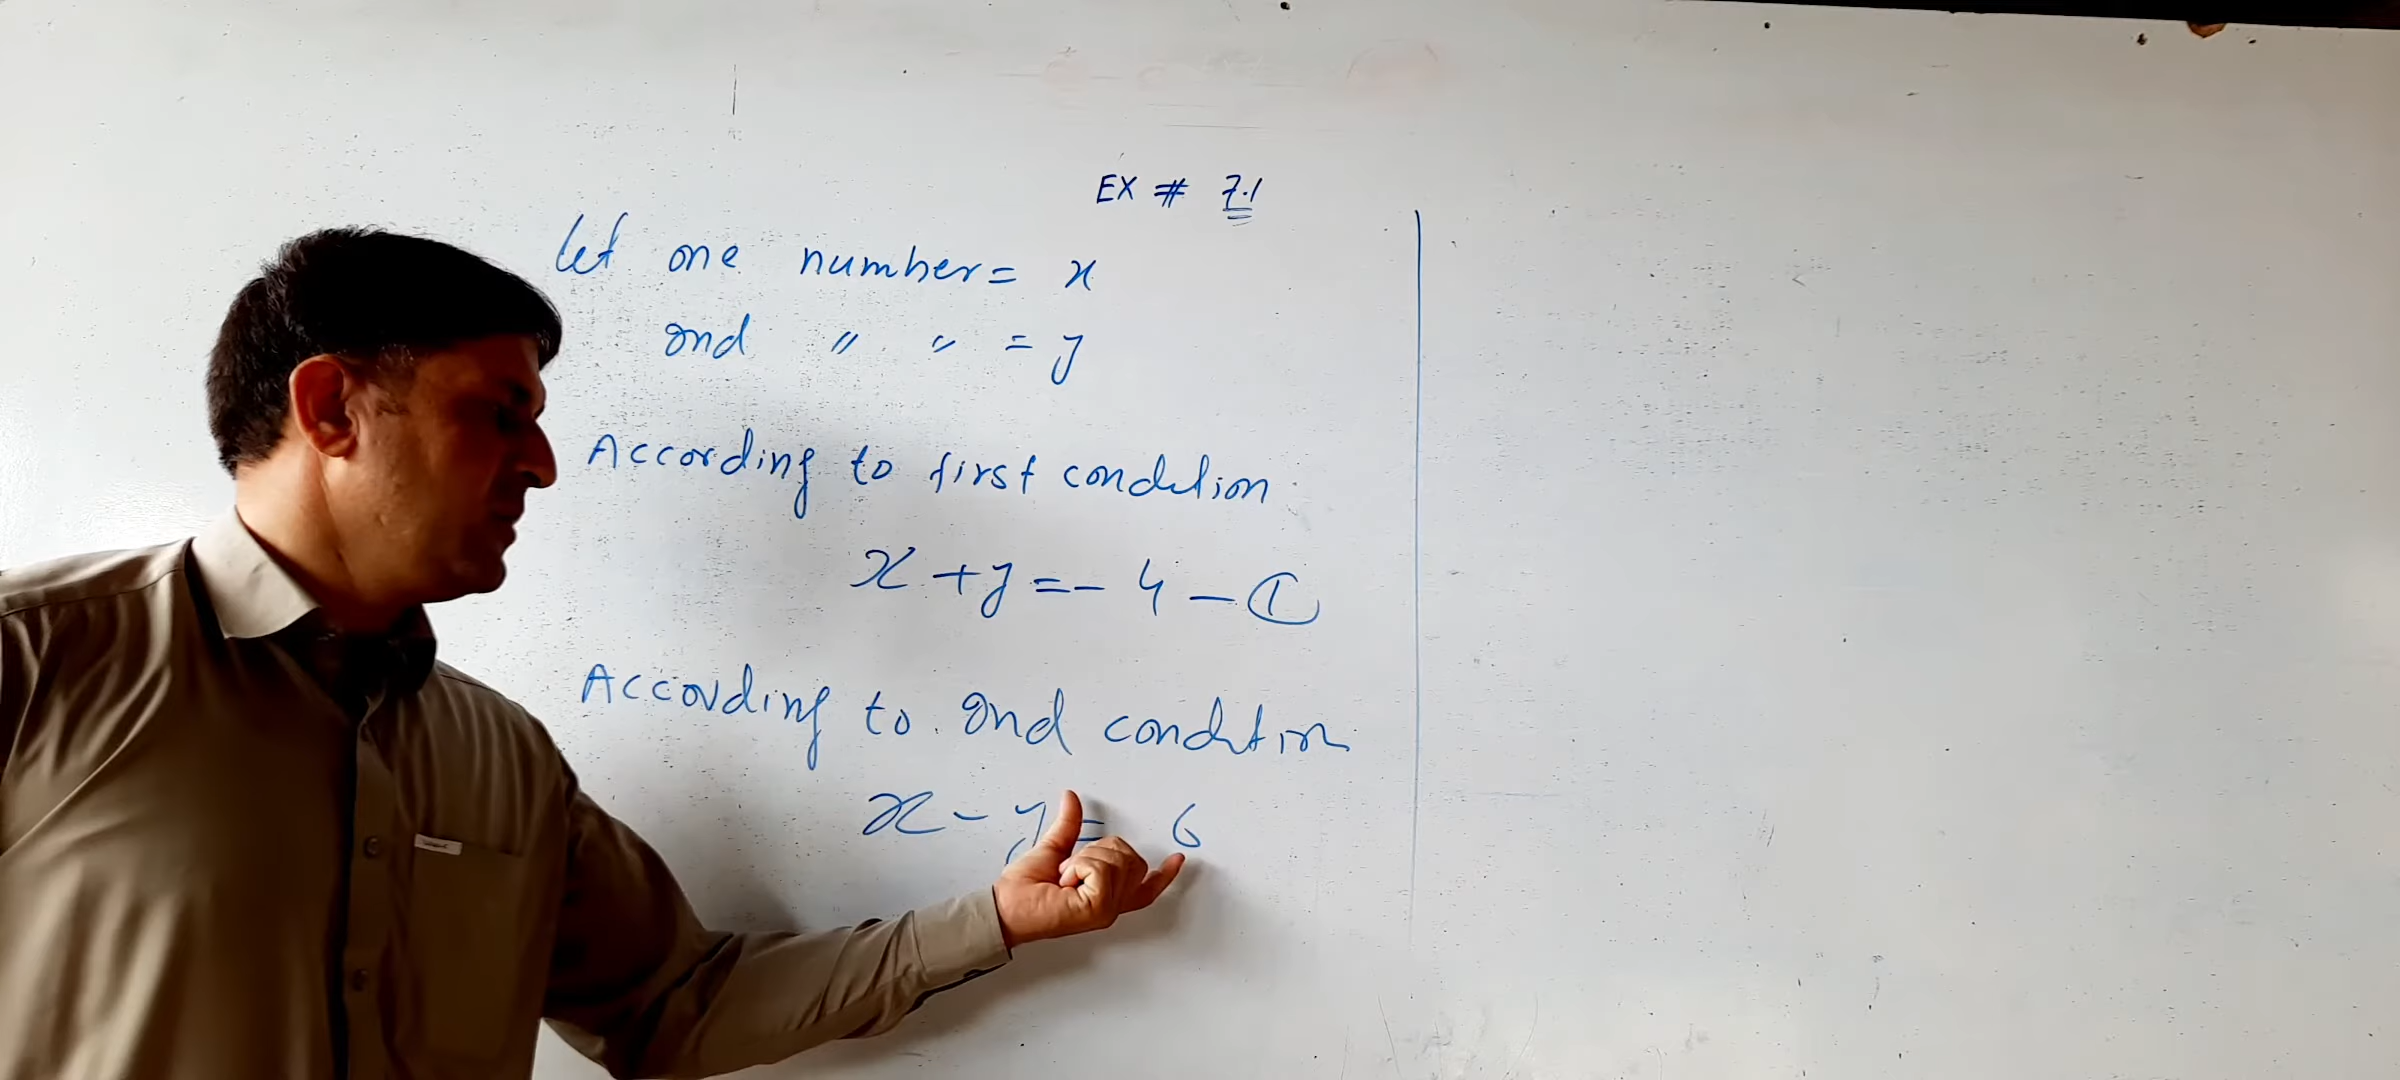 EX # 7.1
Let one number = x
2nd " " = y
According to first condition
x + y = - 4 - ①
According to 2nd condition
x - y = 6